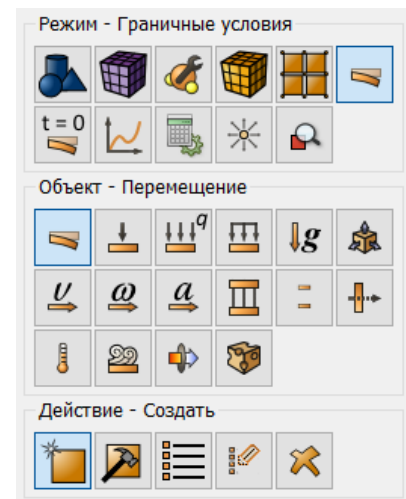 Режим - Граничные условия
t = 0
Объект - Перемещение
q
g
v
ω
a
Действие - Создать